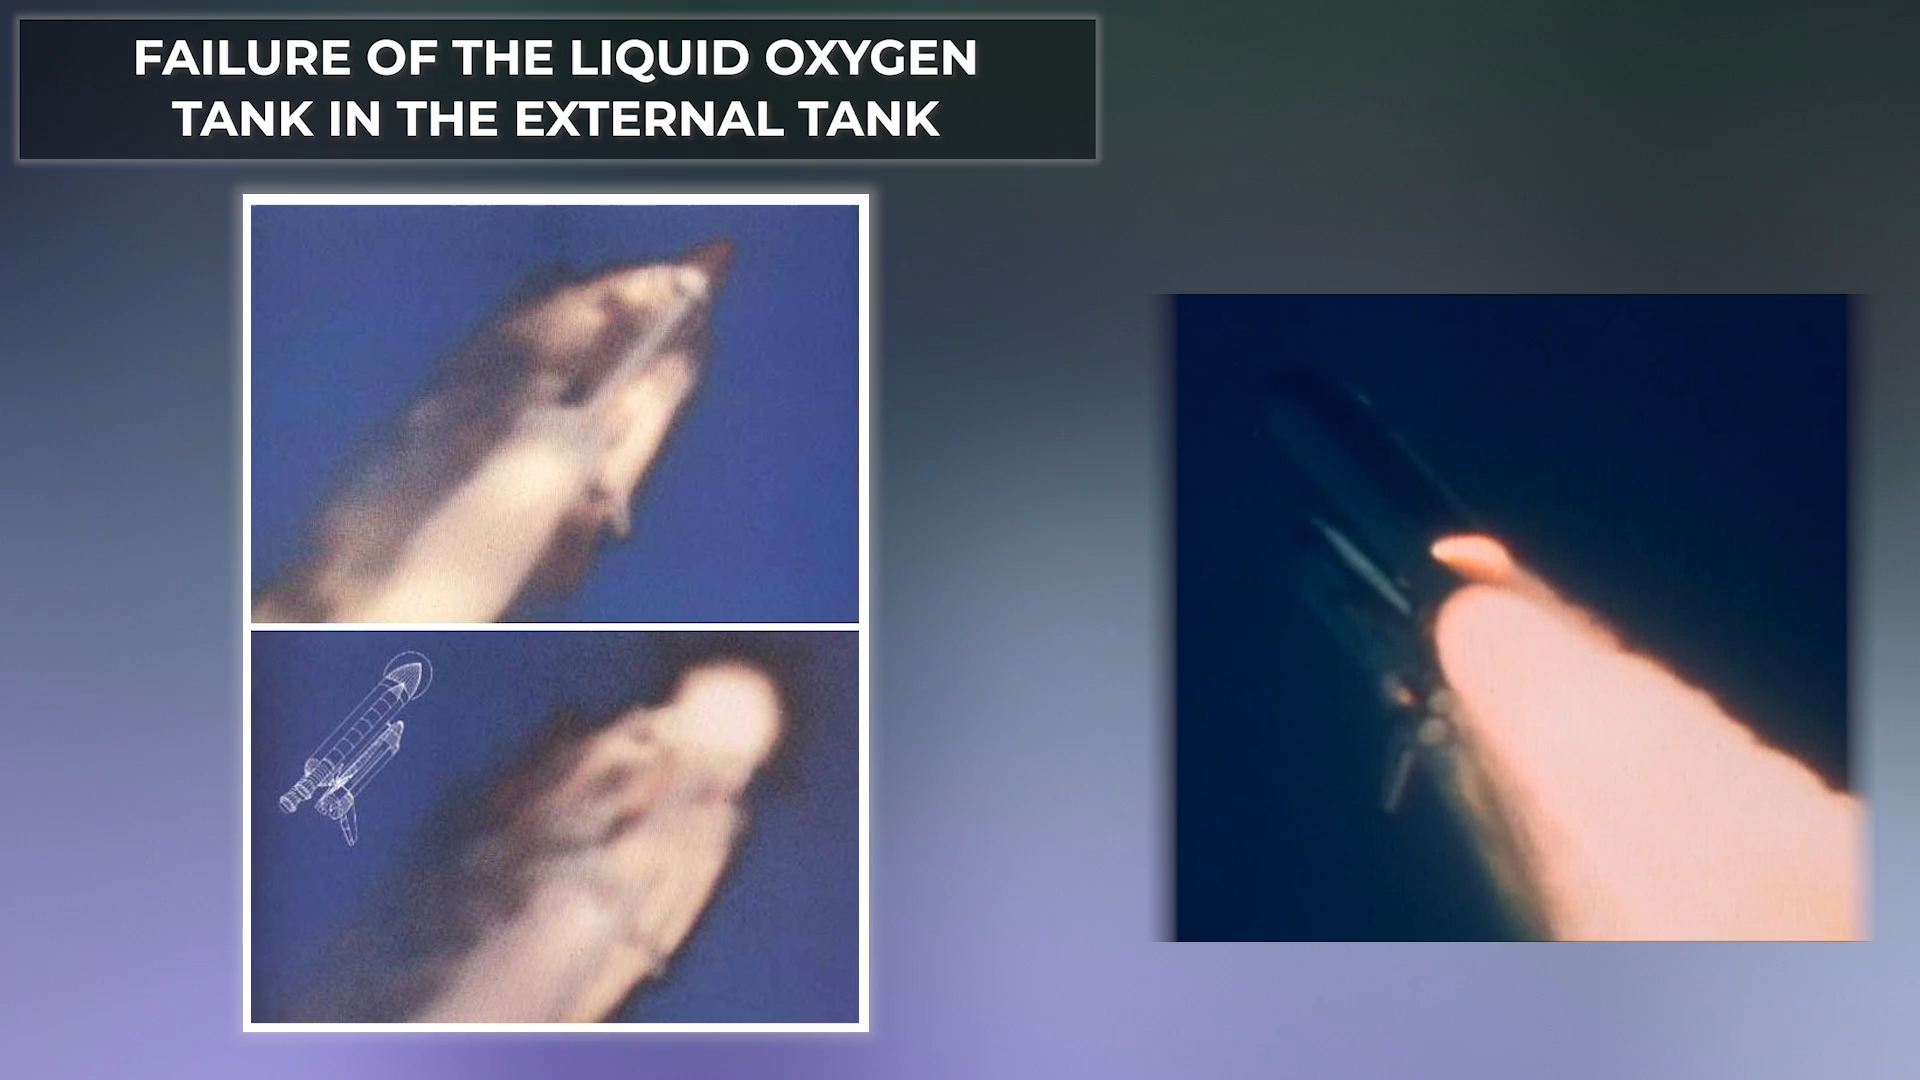 FAILURE OF THE LIQUID OXYGEN
TANK IN THE EXTERNAL TANK